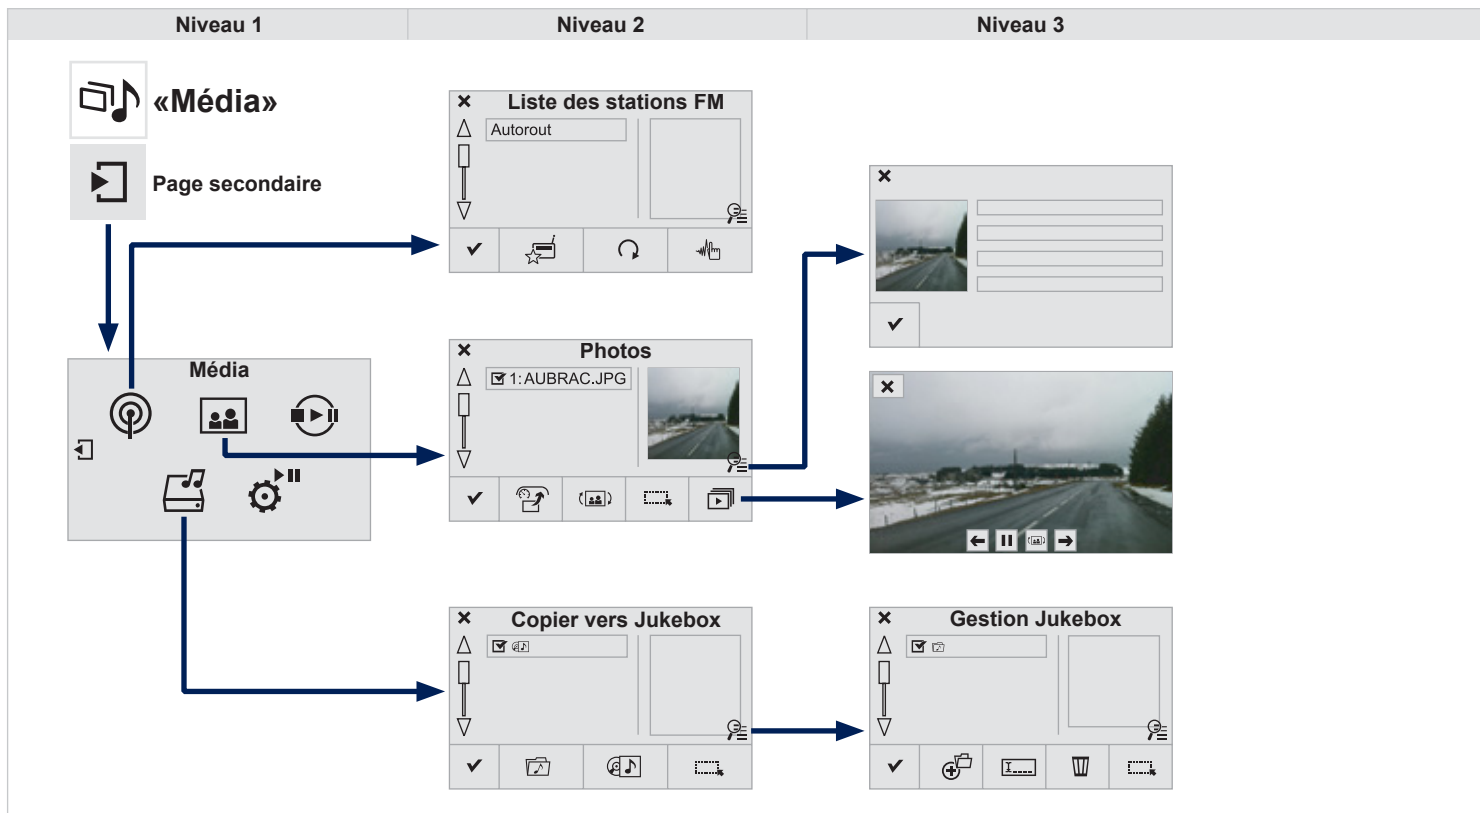 Niveau 1
Niveau 2
Niveau 3
«Média»
Page secondaire
Média
Liste des stations FM
Autorout
Photos
1: AUBRAC.JPG
Copier vers Jukebox
Gestion Jukebox